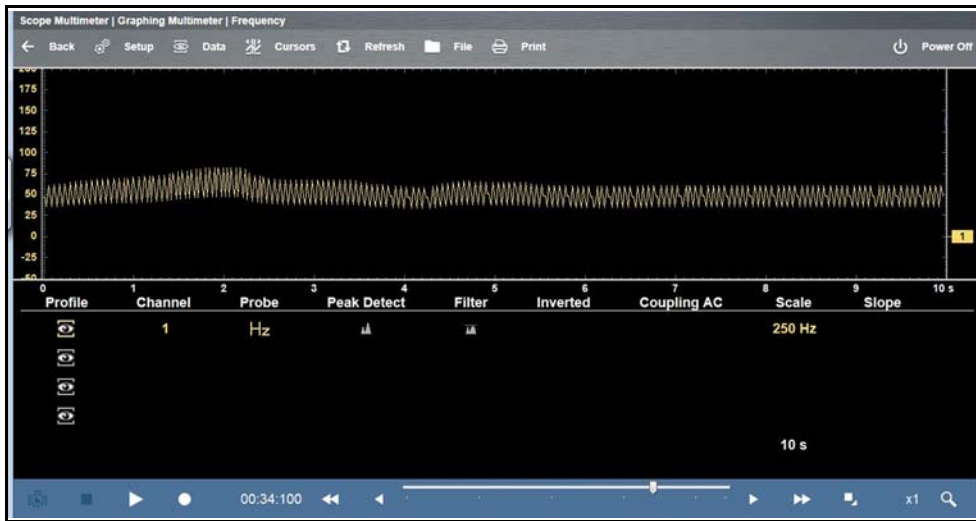 Scope Multimeter | Graphing Multimeter | Frequency
Back Setup Data Cursors Refresh File Print Power Off
200
175
150
125
100
75
50
25
0 1
-25
-50
0 1 2 3 4 5 6 7 8 9 10 s
Profile Channel Probe Peak Detect Filter Inverted Coupling AC Scale Slope
1 Hz 250 Hz
10 s
00:34:100 x1